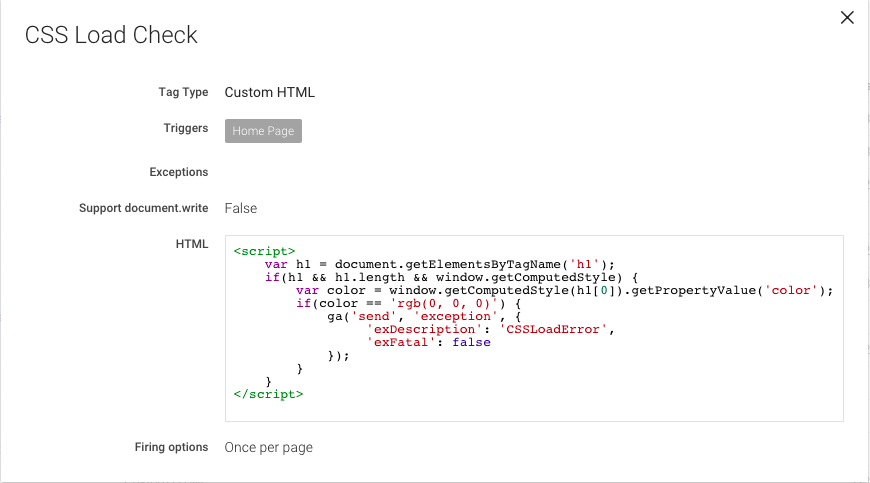 CSS Load Check
Tag Type Custom HTML
Triggers Home Page
Exceptions
Support document.write False
HTML
<script>
    var h1 = document.getElementsByTagName('h1');
    if(h1 && h1.length && window.getComputedStyle) {
        var color = window.getComputedStyle(h1[0]).getPropertyValue('color');
        if(color == 'rgb(0, 0, 0)') {
            ga('send', 'exception', {
                 'exDescription': 'CSSLoadError',
                 'exFatal': false
            });
        }
    }
</script>
Firing options Once per page